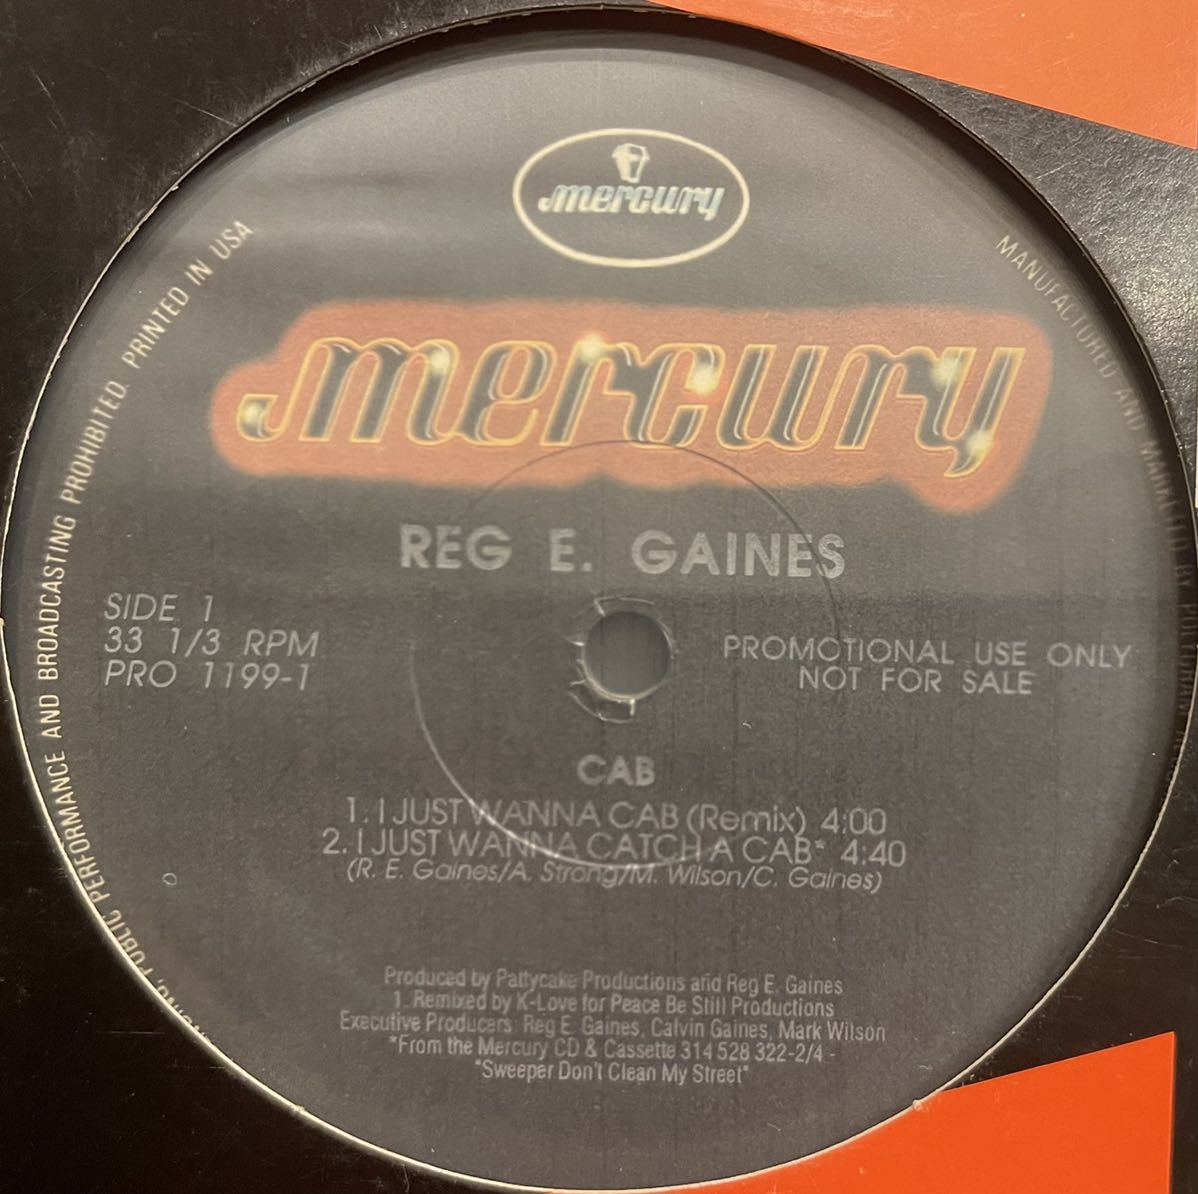 mercury
mercury
REG E. GAINES
SIDE 1
33 1/3 RPM
PRO 1199-1
PROMOTIONAL USE ONLY
NOT FOR SALE
CAB
1. I JUST WANNA CAB (Remix) 4:00
2. I JUST WANNA CATCH A CAB* 4:40
(R. E. Gaines/A. Strong/M. Wilson/C. Gaines)
Produced by Pattycake Productions and Reg E. Gaines
1. Remixed by K-Love for Peace Be Still Productions
Executive Producers: Reg E. Gaines, Calvin Gaines, Mark Wilson
*From the Mercury CD & Cassette 314 528 322-2/4 -
"Sweeper Don't Clean My Street"
MANUFACTURED AND MARKETED BY
PUBLIC PERFORMANCE AND BROADCASTING PROHIBITED. PRINTED IN USA